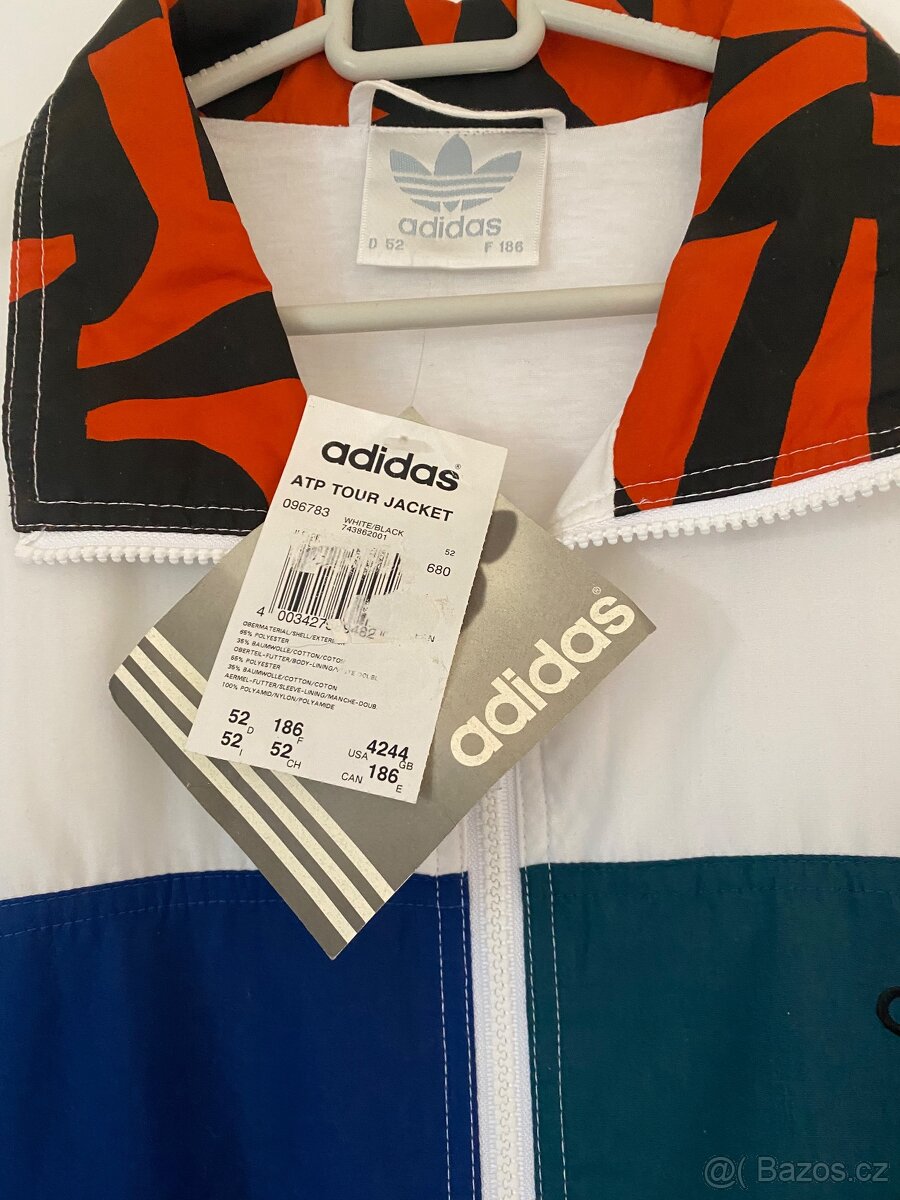 adidas
D 52 F 186
adidas®
ATP TOUR JACKET
096783 WHITE/BLACK
743862001
52
680
4 003427
OBERMATERIAL/SHELL/EXTERIEUR
65% POLYESTER
35% BAUMWOLLE/COTTON/COTON
OBERTEIL-FUTTER/BODY-LINING/
65% POLYESTER
35% BAUMWOLLE/COTTON/COTON
AERMEL-FUTTER/SLEEVE-LINING/MANCHE-DOUB.
100% POLYAMID/NYLON/POLYAMIDE
52 D 186 F USA 4244 GB
52 I 52 CH CAN 186 E
adidas®
@( Bazos.cz